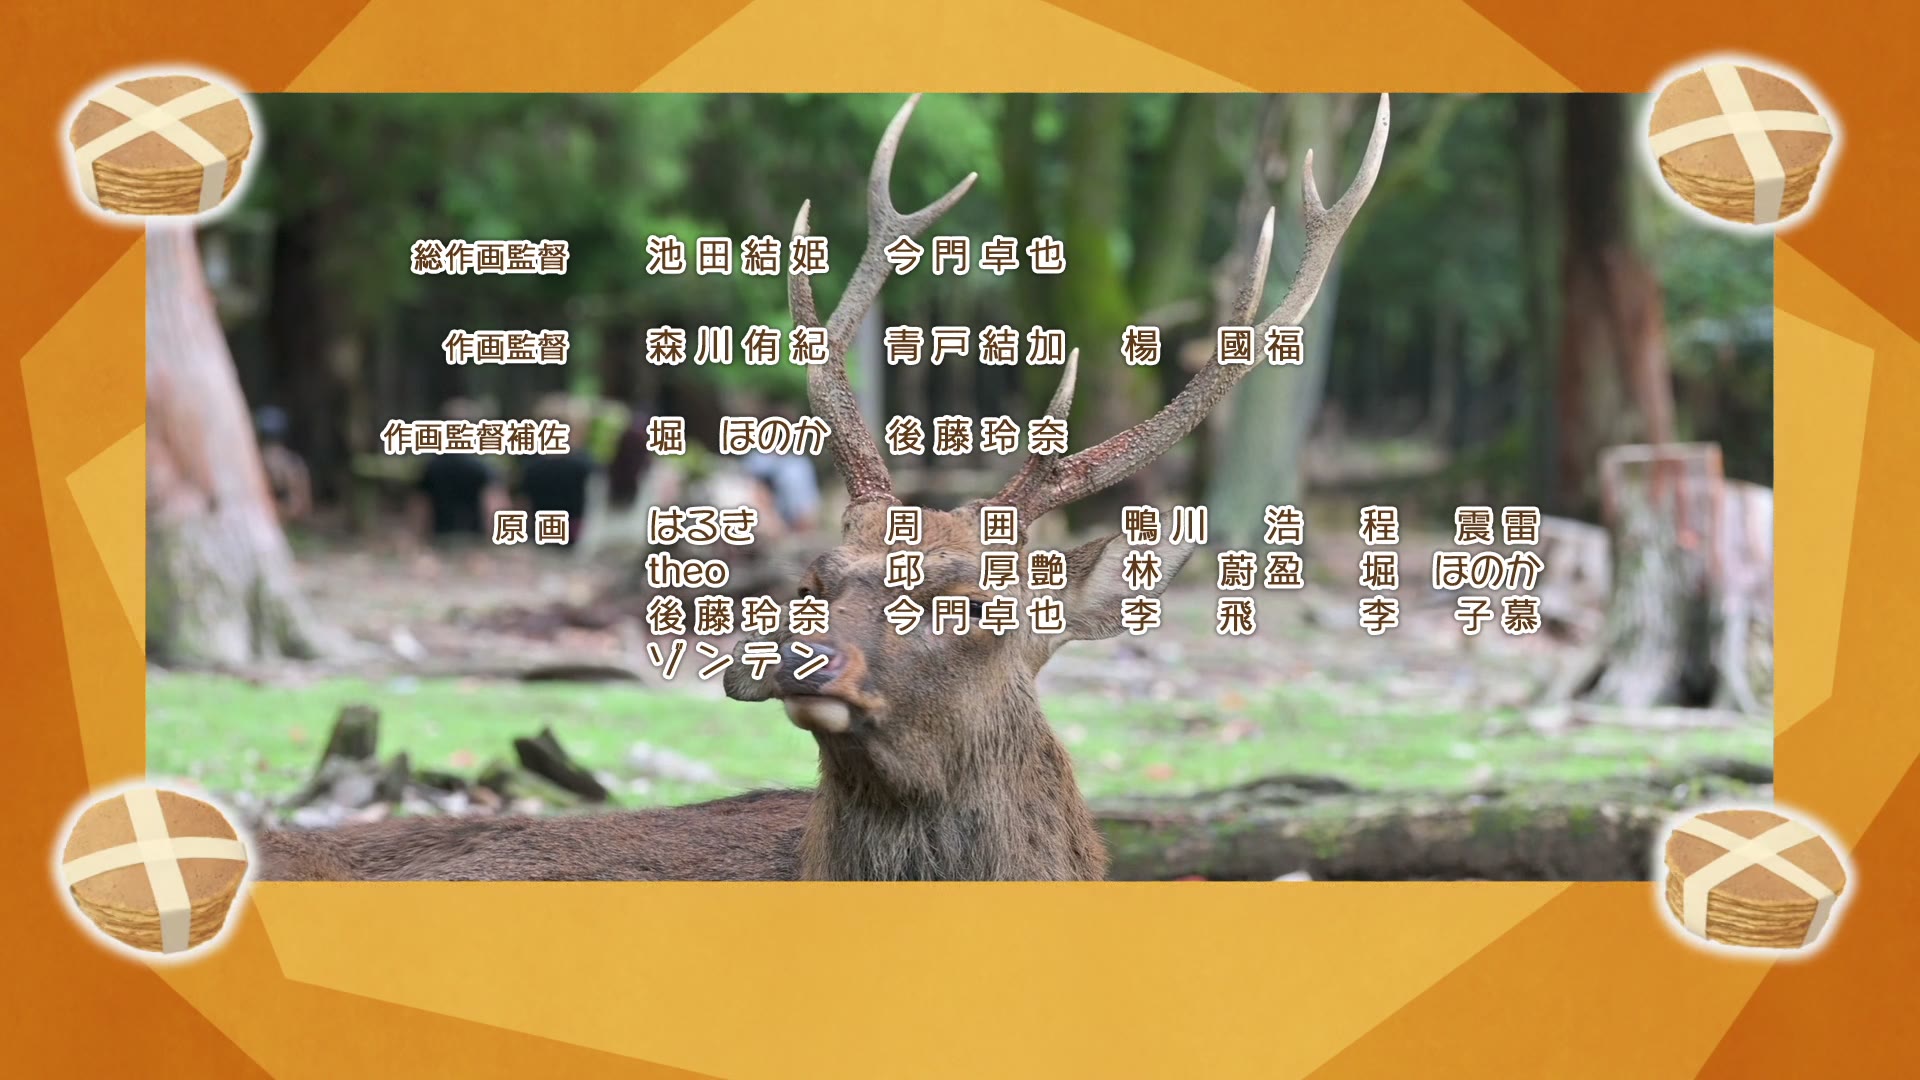 総作画監督 池田結姫 今門卓也
作画監督 森川侑紀 青戸結加 楊 國福
作画監督補佐 堀 ほのか 後藤玲奈
原画 はるき 周 囲 鴨川 浩 程 震雷
theo 邱 厚艶 林 蔚盈 堀 ほのか
後藤玲奈 今門卓也 李 飛 李 子慕
ゾンテン